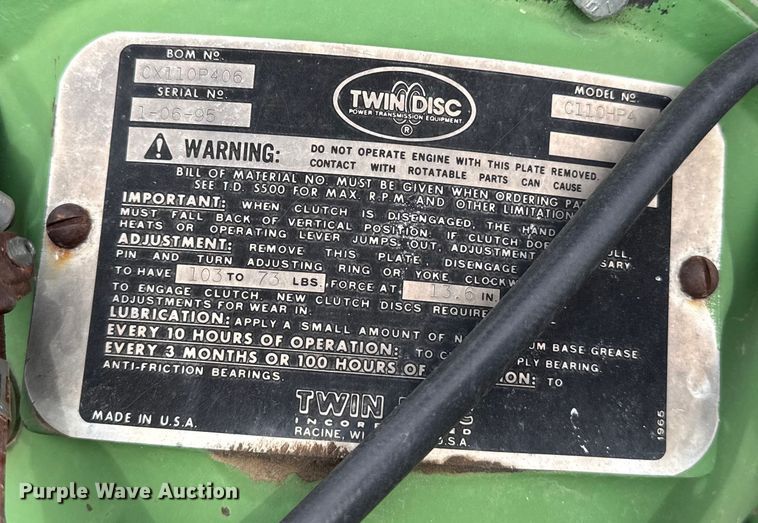 BOM Nº
CX110P406
SERIAL Nº
1-06-95
TWIN DISC
POWER TRANSMISSION EQUIPMENT
®
MODEL Nº
C110HP4
WARNING: DO NOT OPERATE ENGINE WITH THIS PLATE REMOVED.
CONTACT WITH ROTATABLE PARTS CAN CAUSE
BILL OF MATERIAL NO. MUST BE GIVEN WHEN ORDERING
SEE T.D. S500 FOR MAX. R.P.M. AND OTHER
IMPORTANT: WHEN CLUTCH IS DISENGAGED, THE HAND
MUST FALL BACK OF VERTICAL POSITION. IF CLUTCH
HEATS OR OPERATING LEVER JUMPS OUT,
ADJUSTMENT: REMOVE THIS PLATE, DISENGAGE
PIN AND TURN ADJUSTING RING OR YOKE,
TO HAVE 103 TO 73 LBS. FORCE AT 13.6 IN.
TO ENGAGE CLUTCH. NEW CLUTCH DISCS
ADJUSTMENTS FOR WEAR IN.
LUBRICATION: APPLY A SMALL AMOUNT OF BASE GREASE
EVERY 10 HOURS OF OPERATION: TO BEARING.
EVERY 3 MONTHS OR 100 HOURS OF TO
ANTI-FRICTION BEARINGS.
TWIN
RACINE,
MADE IN U.S.A.
1965
Purple Wave Auction